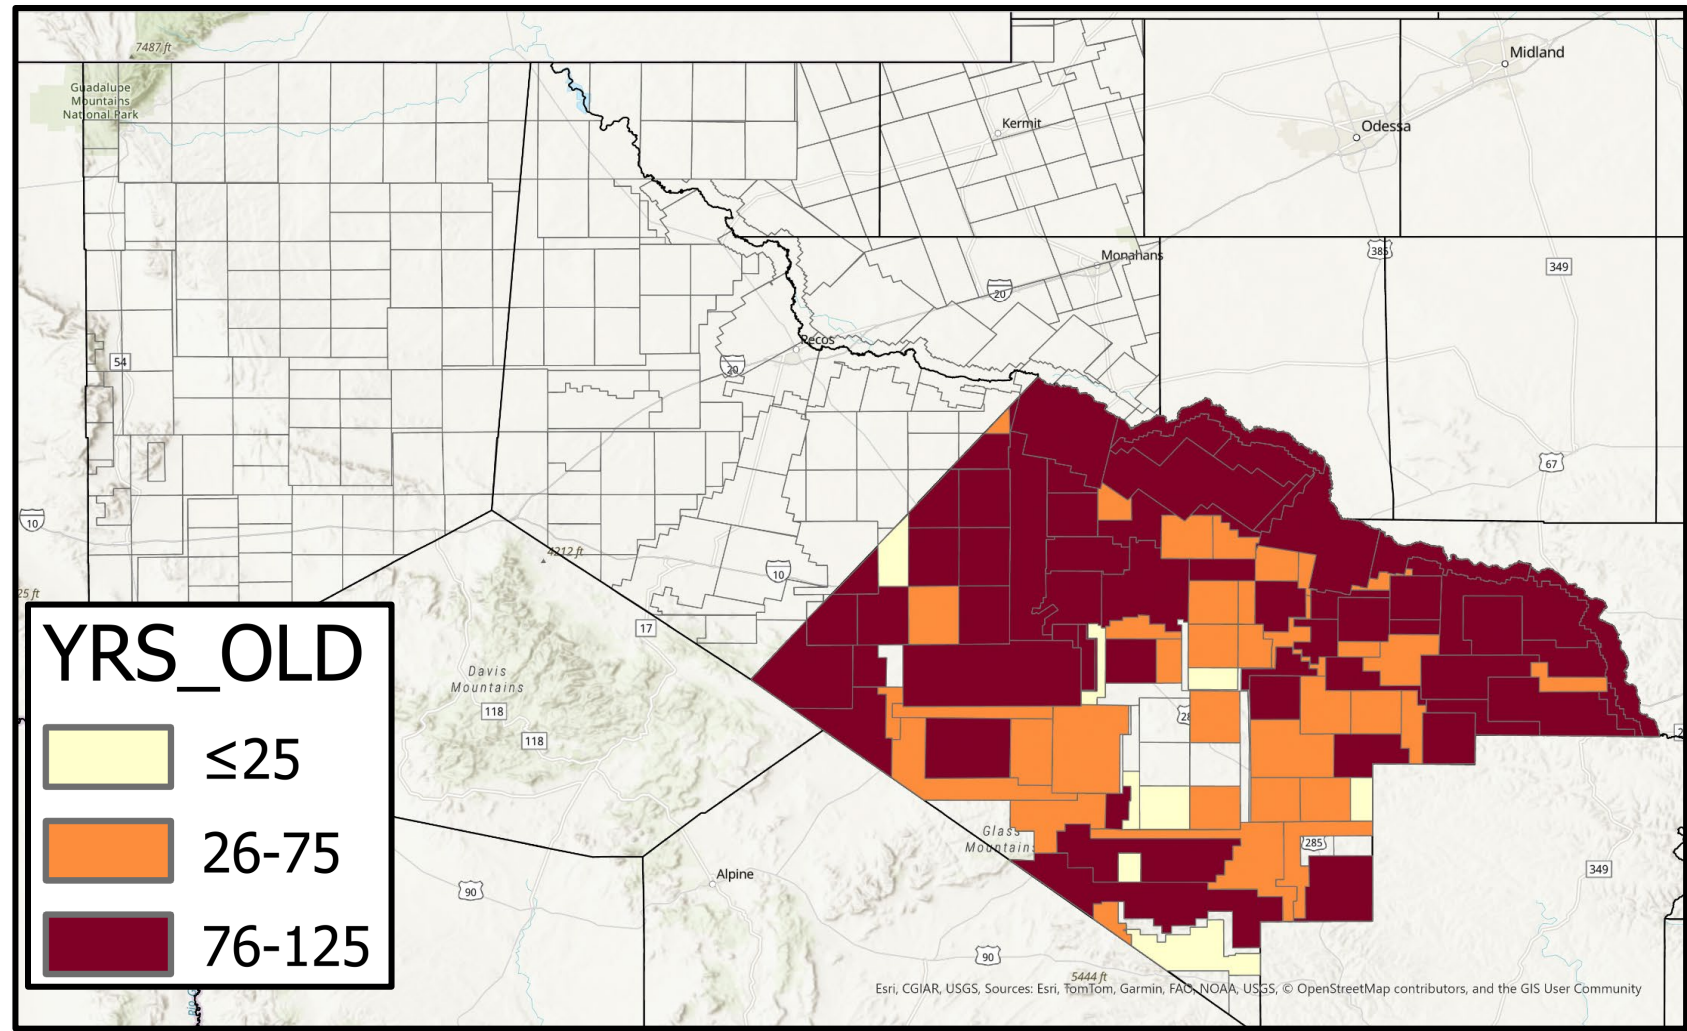 7487 ft
Guadalupe
Mountains
National Park
Midland
Kermit
Odessa
385
349
Monahans
20
Pecos
20
54
67
10
4212 ft
10
25 ft
17
YRS_OLD
Davis
Mountains
118
118
28
≤25
26-75
76-125
Glass
Mountains
285
349
Alpine
90
90
5444 ft
Esri, CGIAR, USGS, Sources: Esri, TomTom, Garmin, FAO, NOAA, USGS, © OpenStreetMap contributors, and the GIS User Community